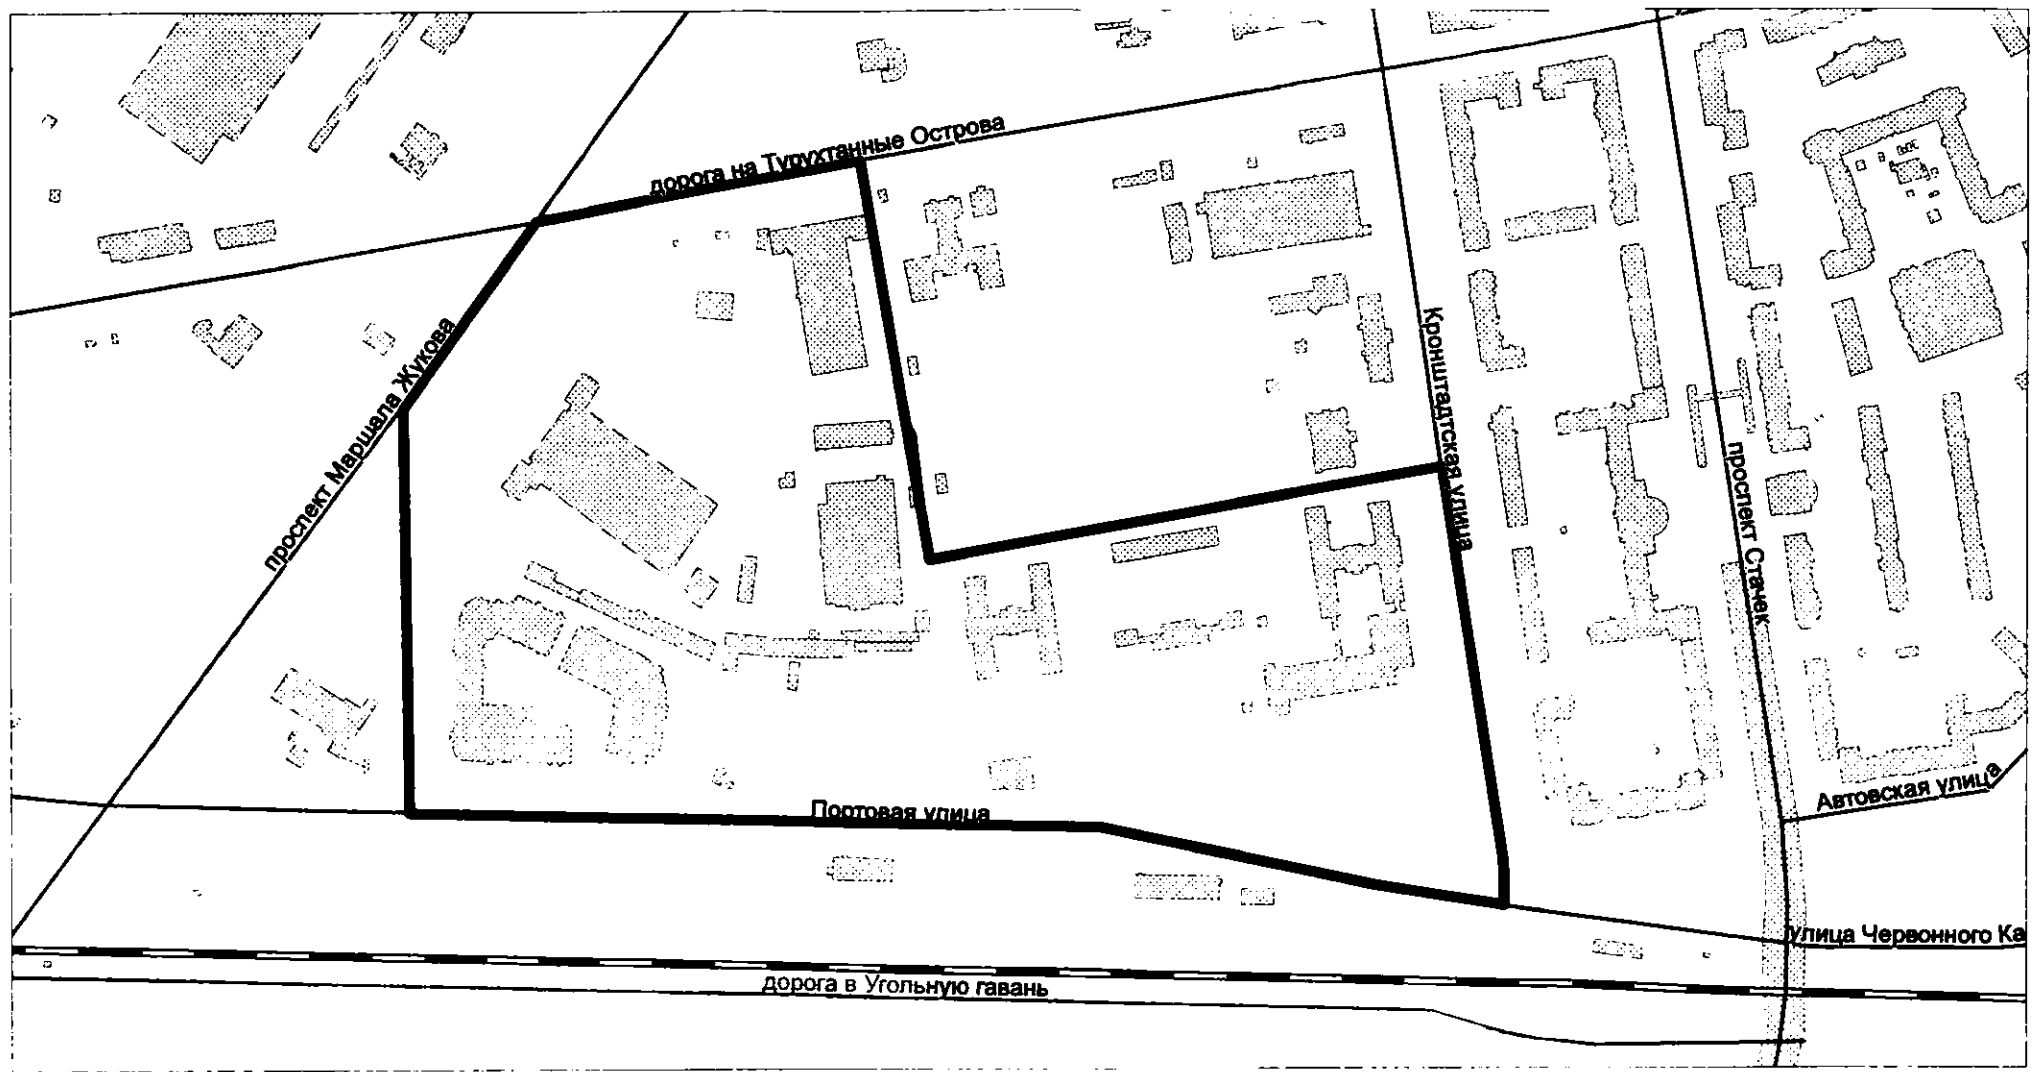 дорога на Турухтанные Острова
проспект Маршала Жукова
Кронштадтская улица
проспект Стачек
Портовая улица
Автовская улица
улица Червонного Ка
дорога в Угольную гавань